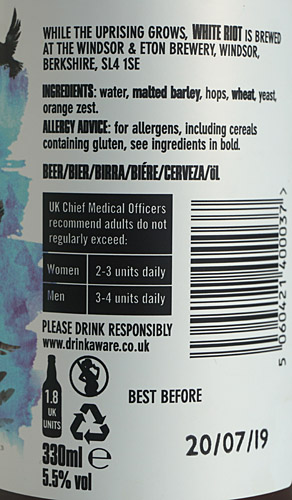 WHILE THE UPRISING GROWS, WHITE RIOT IS BREWED
AT THE WINDSOR & ETON BREWERY, WINDSOR,
BERKSHIRE, SL4 1SE
INGREDIENTS: water, malted barley, hops, wheat, yeast,
orange zest.
ALLERGY ADVICE: for allergens, including cereals
containing gluten, see ingredients in bold.
BEER/BIER/BIRRA/BIÉRE/CERVEZA/ÖL
UK Chief Medical Officers
recommend adults do not
regularly exceed:
Women 2-3 units daily
Men 3-4 units daily
PLEASE DRINK RESPONSIBLY
www.drinkaware.co.uk
1.8
UK
UNITS
330ml e
5.5% vol
BEST BEFORE
20/07/19
5 060421 400037 >